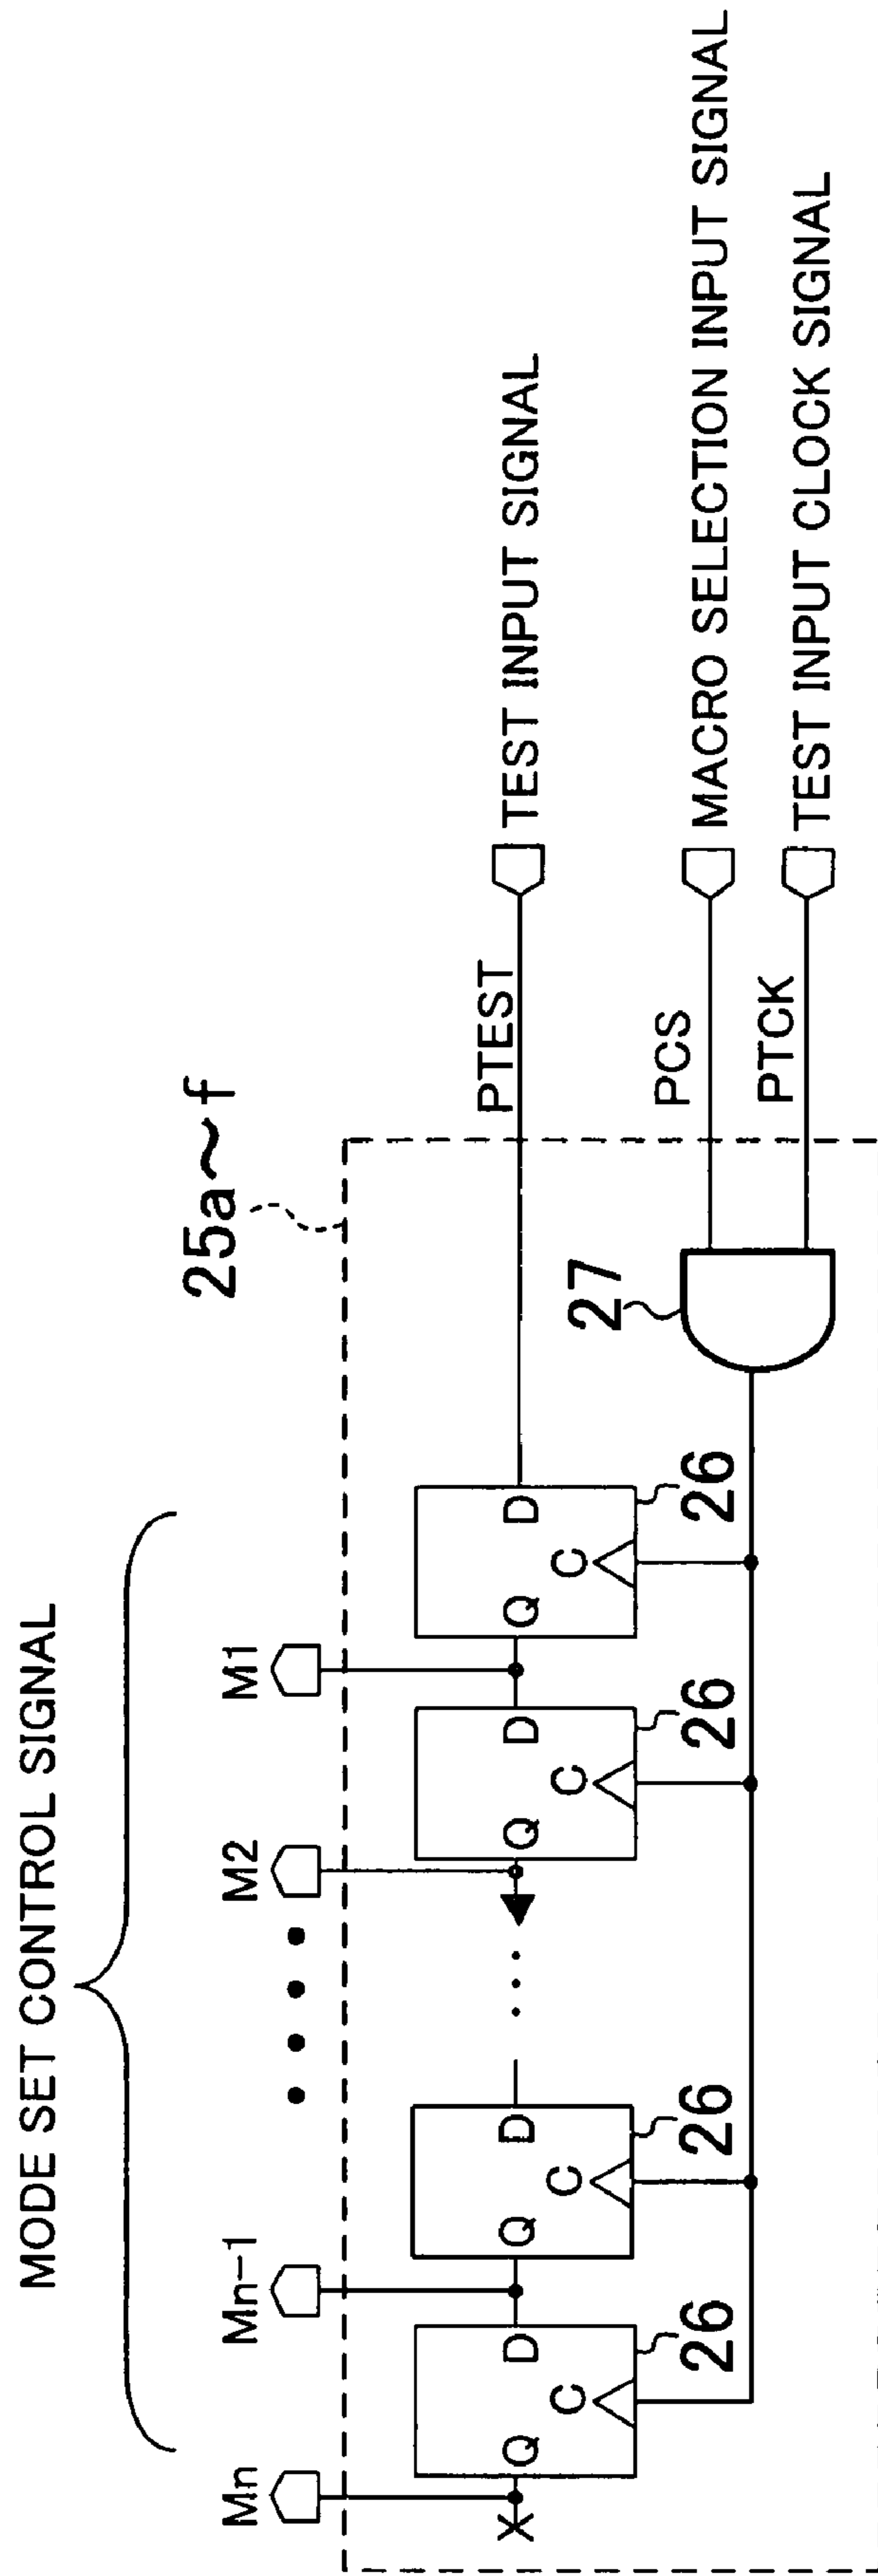 MODE SET CONTROL SIGNAL
Mn
Mn-1
M2
M1
25a~f
X
Q
D
C
26
Q
D
C
26
Q
D
C
26
Q
D
C
26
27
PTEST
TEST INPUT SIGNAL
PCS
MACRO SELECTION INPUT SIGNAL
PTCK
TEST INPUT CLOCK SIGNAL